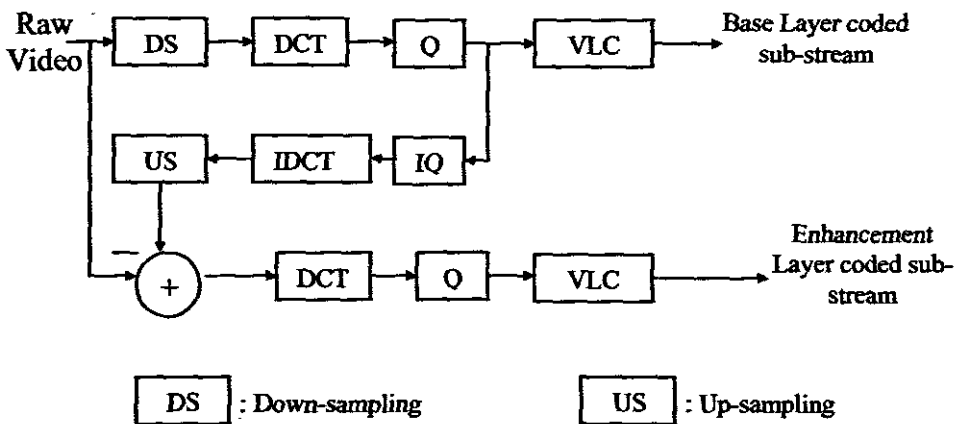 Raw
Video
DS
DCT
Q
VLC
Base Layer coded
sub-stream
US
IDCT
IQ
−
+
DCT
Q
VLC
Enhancement
Layer coded sub-
stream
DS : Down-sampling
US : Up-sampling